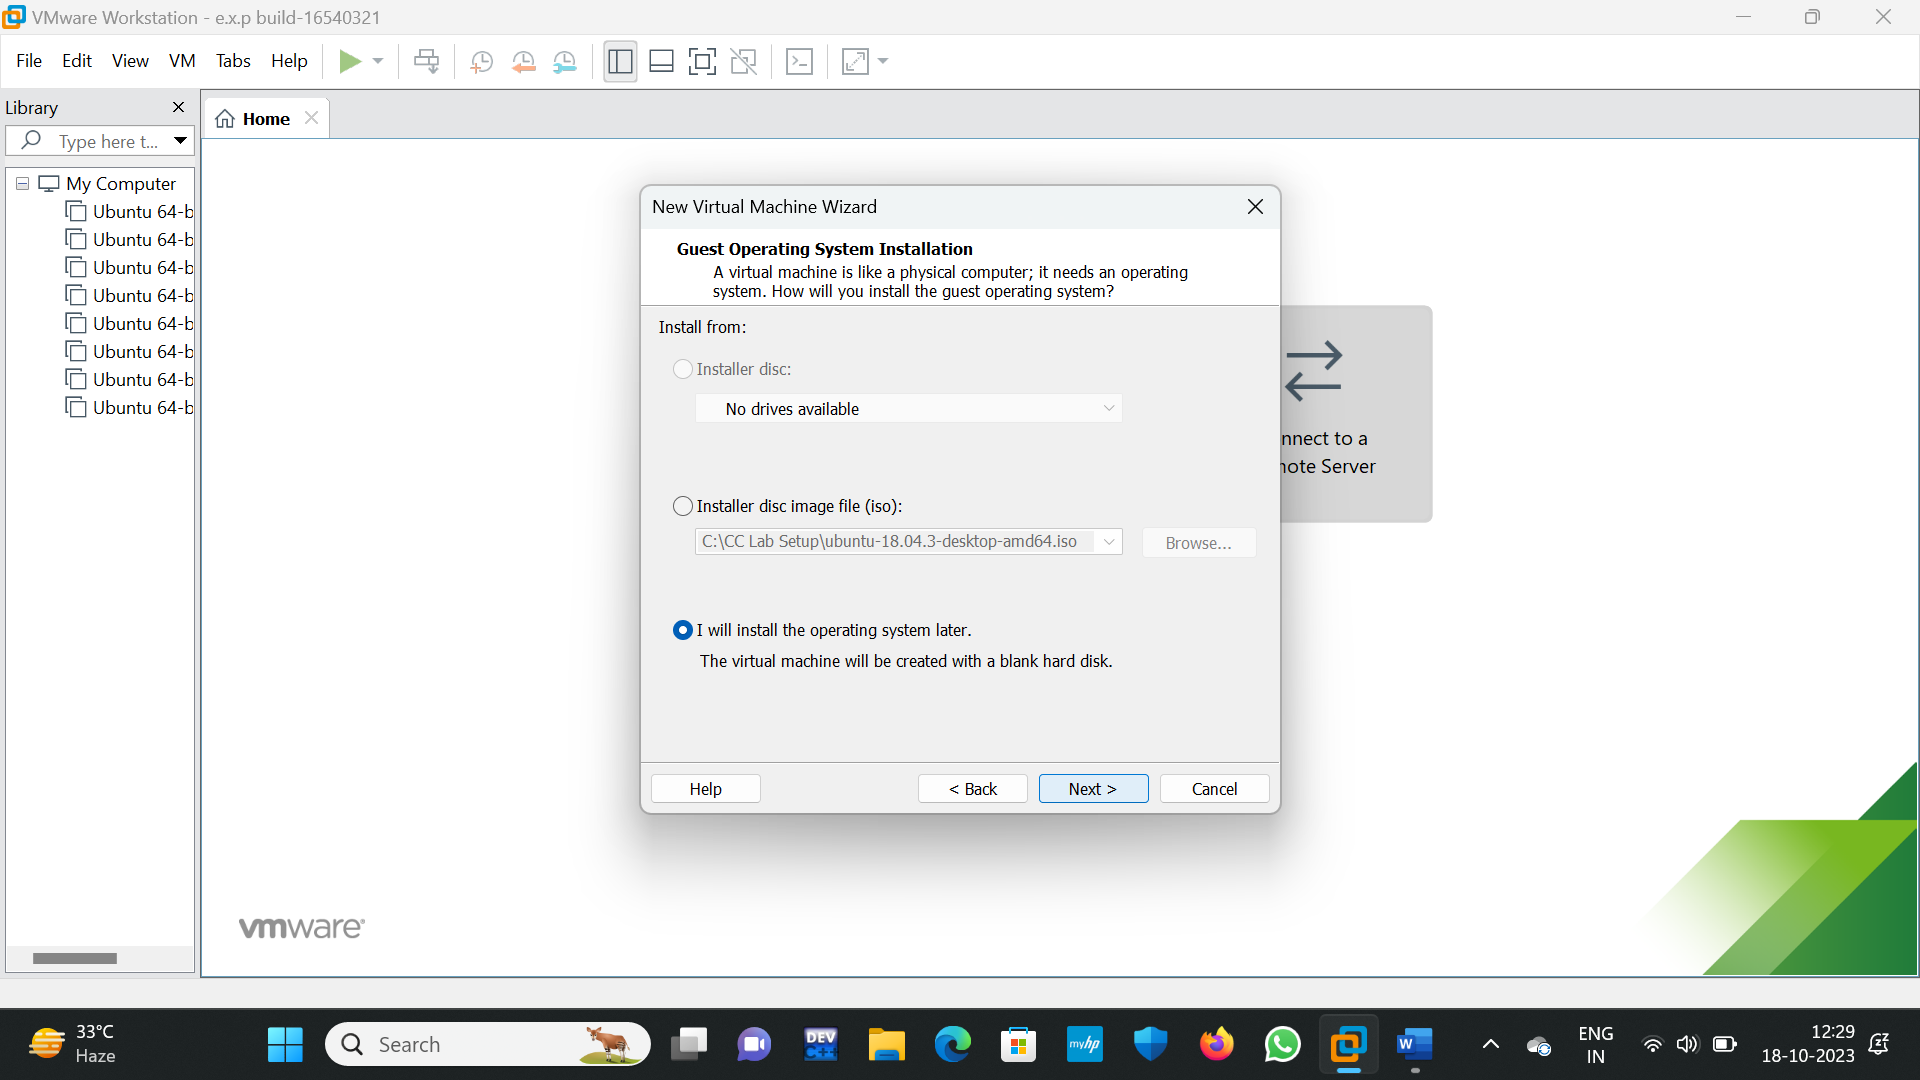 VMware Workstation - e.x.p build-16540321
File Edit View VM Tabs Help
Library
Home
Type here t...
My Computer
Ubuntu 64-b
Ubuntu 64-b
Ubuntu 64-b
Ubuntu 64-b
Ubuntu 64-b
Ubuntu 64-b
Ubuntu 64-b
Ubuntu 64-b
New Virtual Machine Wizard
Guest Operating System Installation
A virtual machine is like a physical computer; it needs an operating
system. How will you install the guest operating system?
Install from:
Installer disc:
No drives available
Installer disc image file (iso):
C:\CC Lab Setup\ubuntu-18.04.3-desktop-amd64.iso
Browse...
I will install the operating system later.
The virtual machine will be created with a blank hard disk.
Help < Back Next > Cancel
nnect to a
note Server
vmware
33°C
Haze
Search
DEV
C++
myhp
W
ENG
IN
12:29
18-10-2023